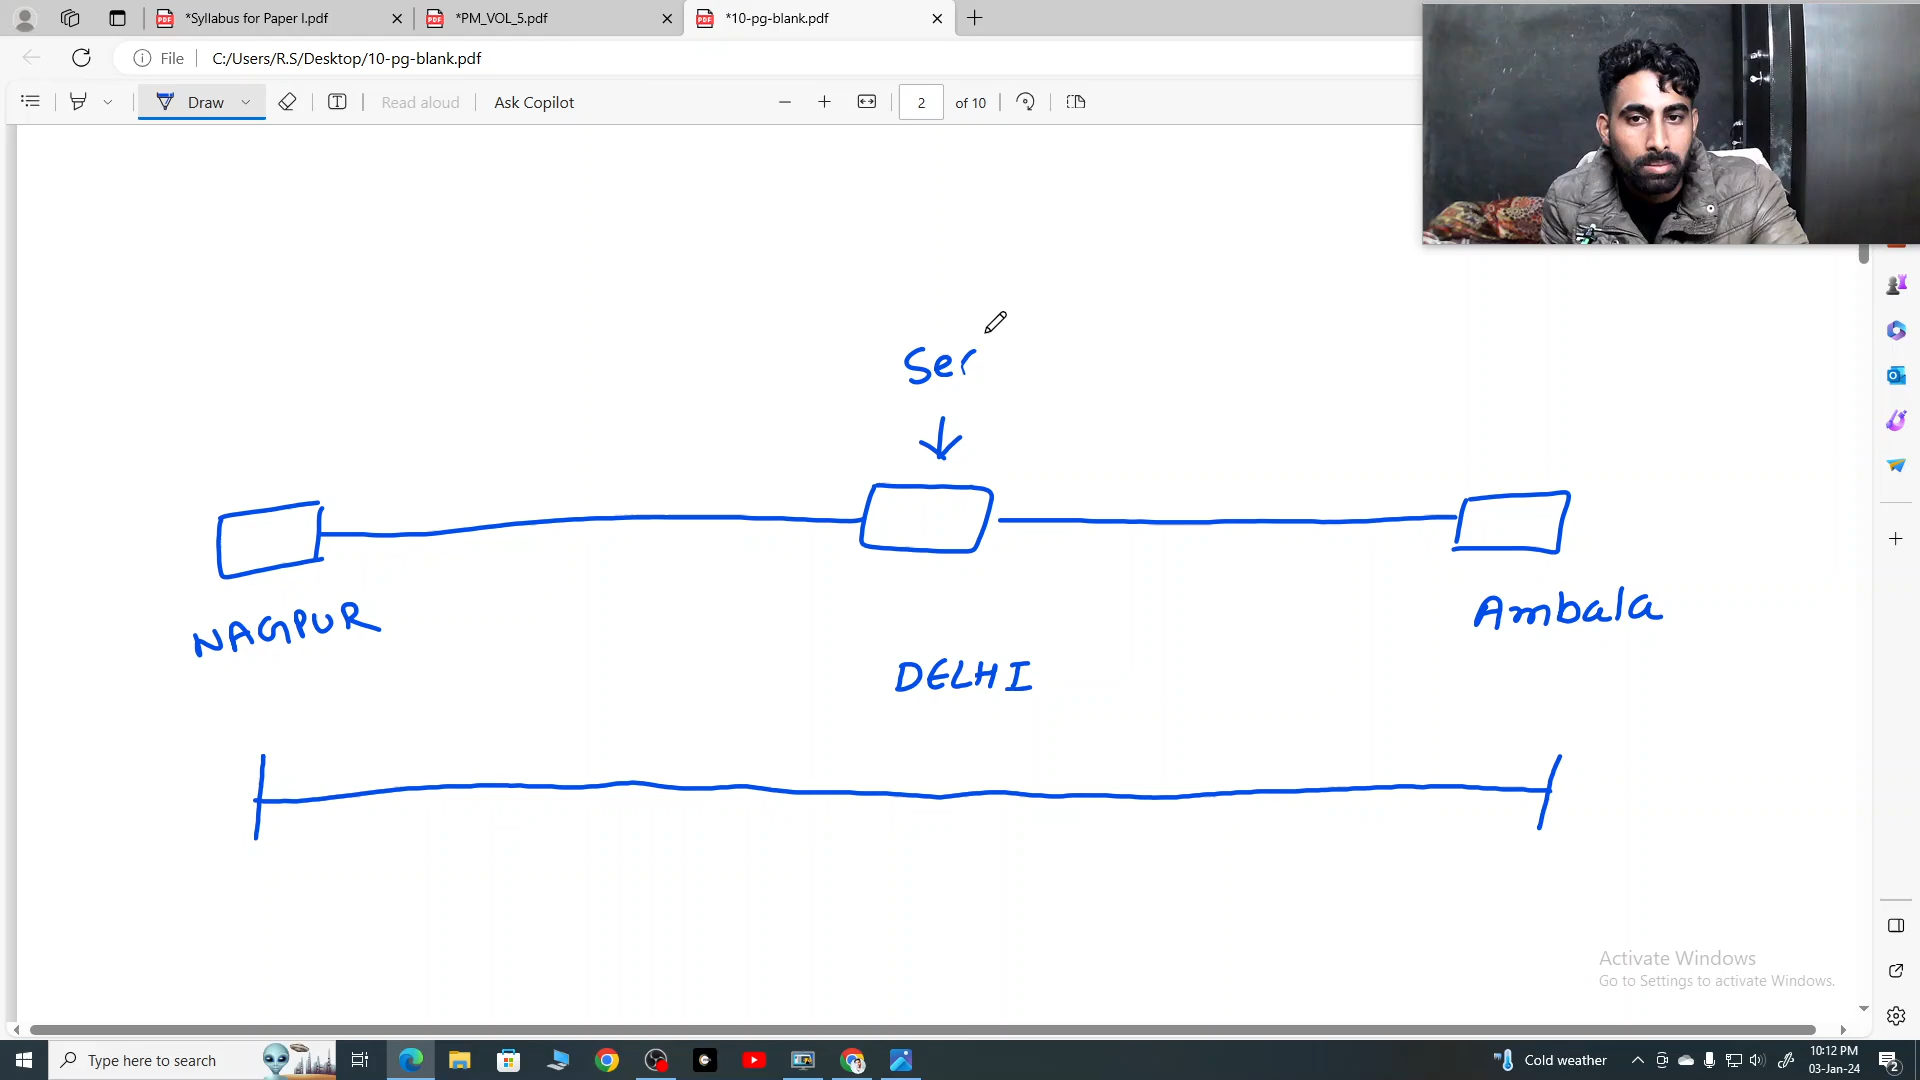 *Syllabus for Paper I.pdf
*PM_VOL_5.pdf
*10-pg-blank.pdf
File
C:/Users/R.S/Desktop/10-pg-blank.pdf
Draw
Read aloud
Ask Copilot
2 of 10
Ser
NAGPUR
Ambala
DELHI
Activate Windows
Go to Settings to activate Windows.
Type here to search
Cold weather
10:12 PM
03-Jan-24
2